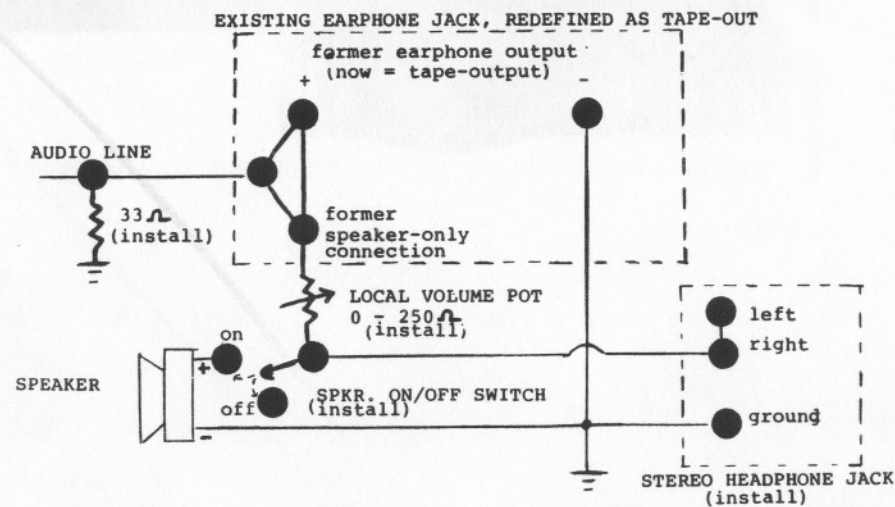 EXISTING EARPHONE JACK, REDEFINED AS TAPE-OUT
former earphone output
(now = tape-output)
+
-
AUDIO LINE
33Ω
(install)
former
speaker-only
connection
LOCAL VOLUME POT
0 - 250Ω
(install)
left
right
on
+
SPEAKER
off
SPKR. ON/OFF SWITCH
(install)
-
ground
STEREO HEADPHONE JACK
(install)